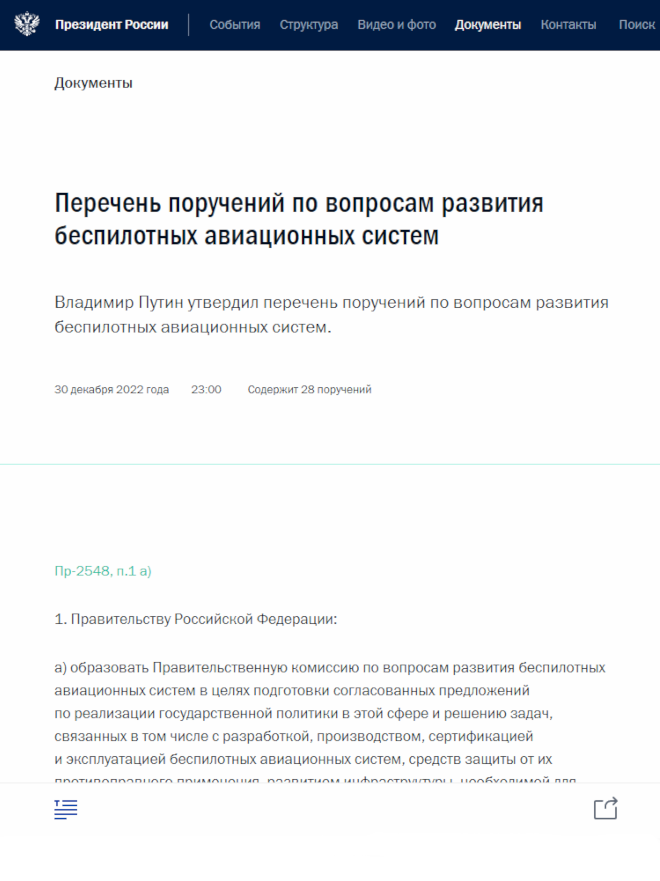 Президент России События Структура Видео и фото Документы Контакты Поиск
Документы
Перечень поручений по вопросам развития
беспилотных авиационных систем
Владимир Путин утвердил перечень поручений по вопросам развития
беспилотных авиационных систем.
30 декабря 2022 года 23:00 Содержит 28 поручений
Пр-2548, п.1 а)
1. Правительству Российской Федерации:
а) образовать Правительственную комиссию по вопросам развития беспилотных
авиационных систем в целях подготовки согласованных предложений
по реализации государственной политики в этой сфере и решению задач,
связанных в том числе с разработкой, производством, сертификацией
и эксплуатацией беспилотных авиационных систем, средств защиты от их
противоправного применения, развитием инфраструктуры, необходимой для